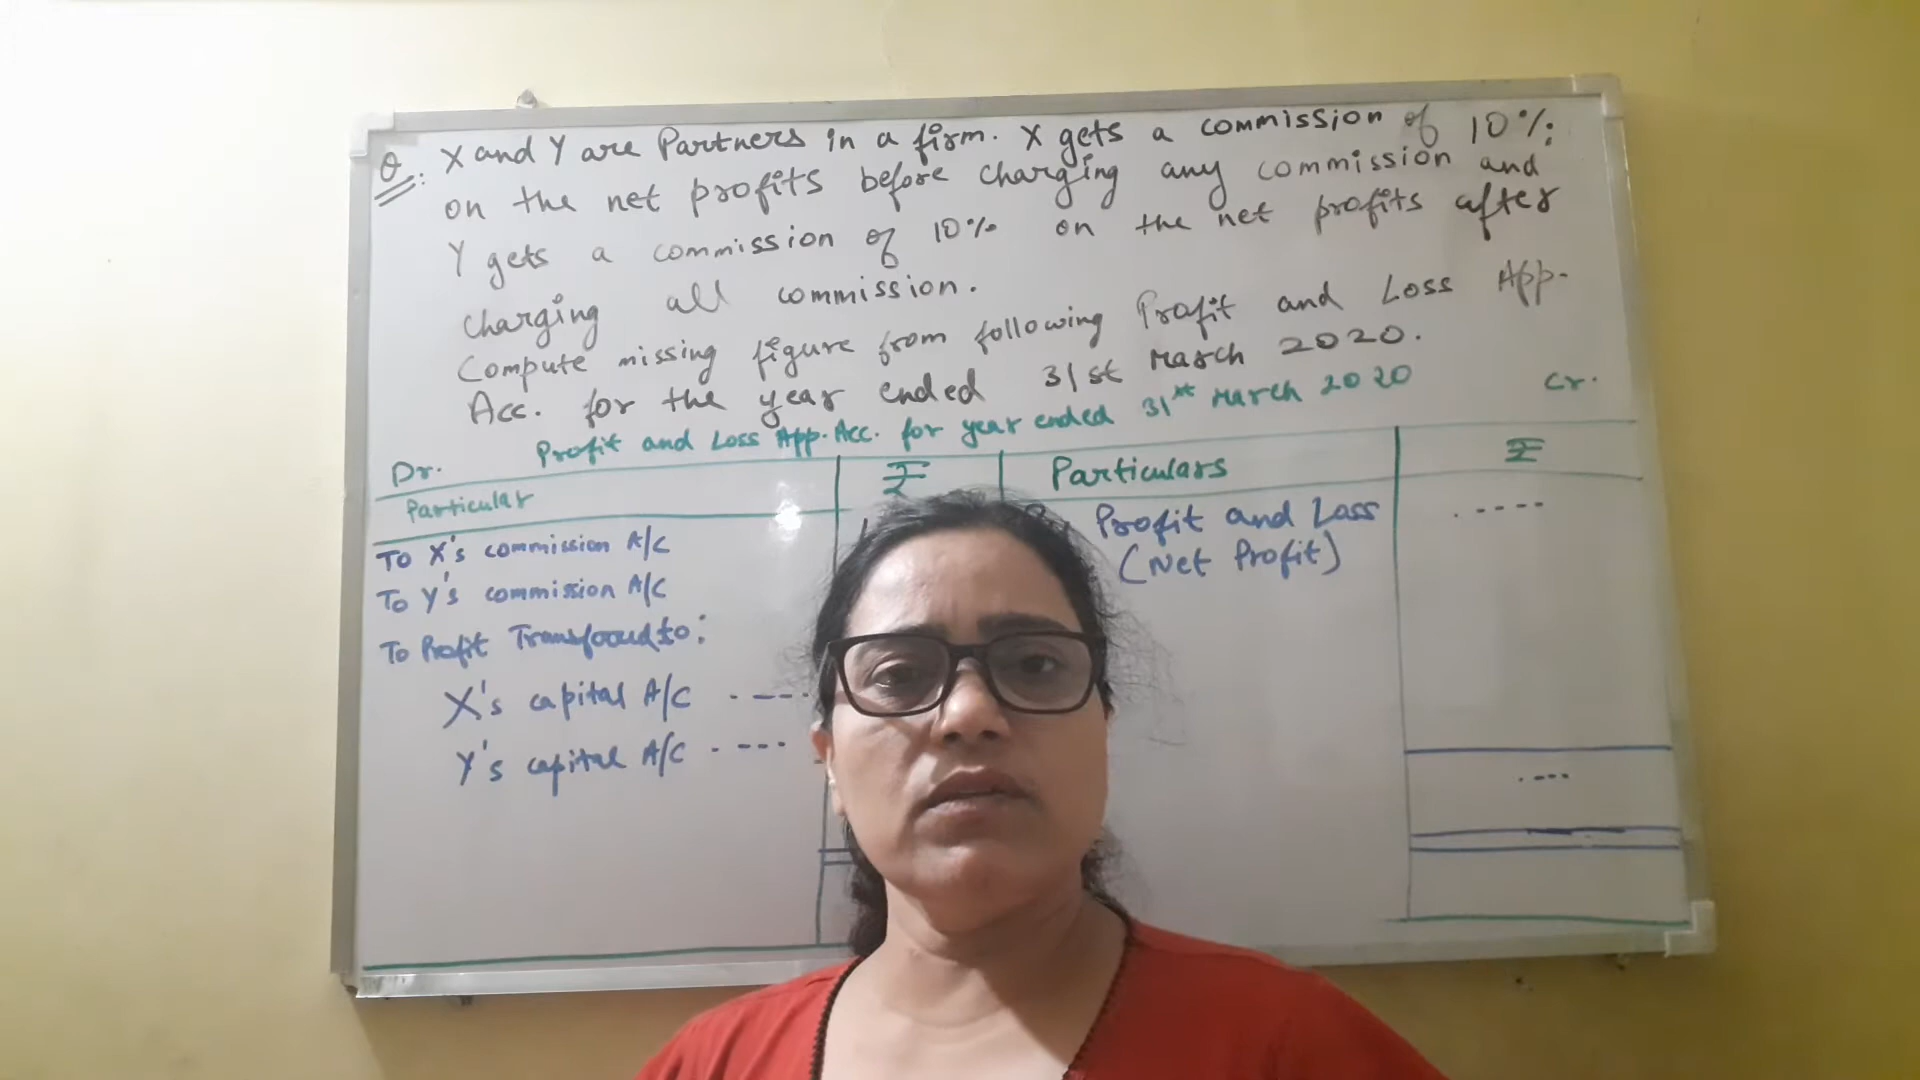 Q. X and Y are Partners in a firm. X gets a commission of 10%
on the net profits before charging any commission and
Y gets a commission of 10% on the net profits after
charging all commission.
Compute missing figure from following Profit and Loss App.
Acc. for the year ended 31st March 2020.
Profit and Loss App. Acc. for year ended 31st March 2020
Dr. Cr.
Particular ₹ Particulars ₹
To X's commission A/C Profit and Loss .----
To Y's commission A/C (Net Profit)
To Profit :
X's capital A/C .----
Y's capital A/C .----
.---